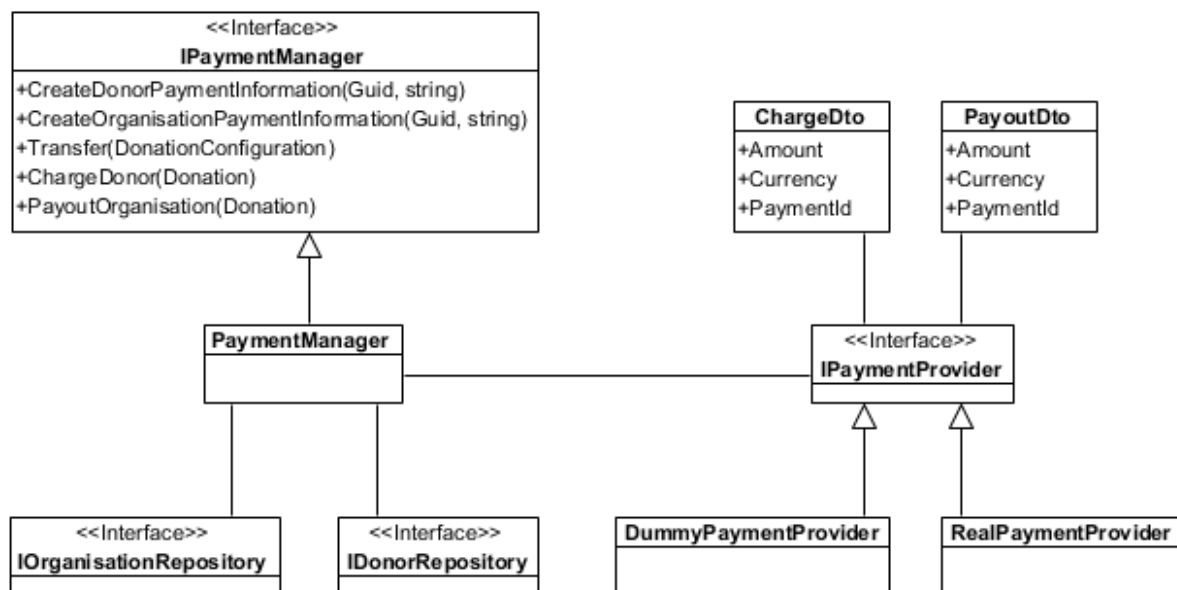 <<Interface>>
IPaymentManager
+CreateDonorPaymentInformation(Guid, string)
+CreateOrganisationPaymentInformation(Guid, string)
+Transfer(DonationConfiguration)
+ChargeDonor(Donation)
+PayoutOrganisation(Donation)
ChargeDto
+Amount
+Currency
+PaymentId
PayoutDto
+Amount
+Currency
+PaymentId
PaymentManager
<<Interface>>
IPaymentProvider
<<Interface>>
IOrganisationRepository
<<Interface>>
IDonorRepository
DummyPaymentProvider
RealPaymentProvider